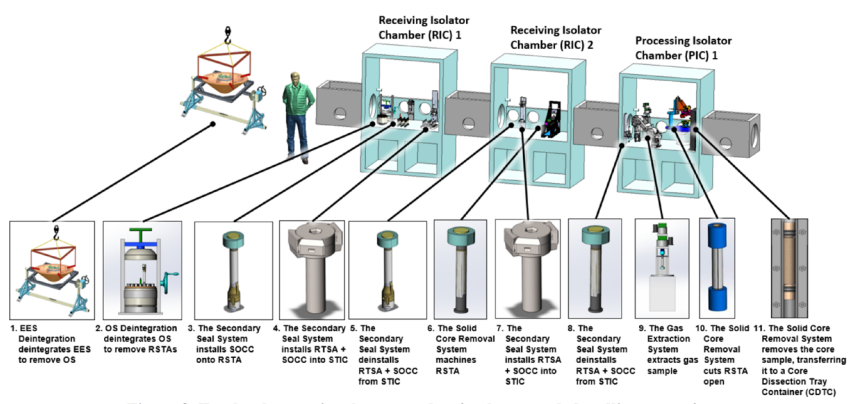 Receiving Isolator
Chamber (RIC) 1
Receiving Isolator
Chamber (RIC) 2
Processing Isolator
Chamber (PIC) 1
1. EES
Deintegration
deintegrates EES
to remove OS
2. OS Deintegration
deintegrates OS
to remove RSTAs
3. The Secondary
Seal System
installs SOCC
onto RSTA
4. The Secondary
Seal System
installs RTSA +
SOCC into STIC
5. The
Secondary
Seal System
deinstalls
RTSA + SOCC
from STIC
6. The Solid
Core Removal
System
machines
RSTA
7. The
Secondary
Seal System
installs RTSA
+ SOCC into
STIC
8. The
Secondary
Seal System
deinstalls
RTSA + SOCC
from STIC
9. The Gas
Extraction
System
extracts gas
sample
10. The Solid
Core
Removal
System
cuts RSTA
open
11. The Solid Core
Removal System
removes the core
sample, transferring
it to a Core
Dissection Tray
Container (CDTC)